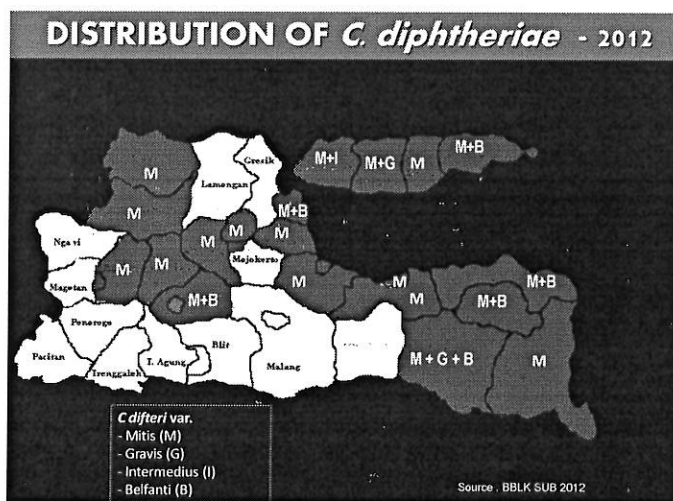 DISTRIBUTION OF C. diphtheriae - 2012
M
Lamongan
Gresik
M+I
M+G
M
M+B
M
M+B
M
M
M
Ngawi
Mojokerto
M
M
M
M
M
M+B
Magetan
M+B
M+B
Ponorogo
Pacitan
Trenggalek
T. Agung
Blit
Malang
M + G + B
M
C difteri var.
- Mitis (M)
- Gravis (G)
- Intermedius (I)
- Belfanti (B)
Source . BBLK SUB 2012